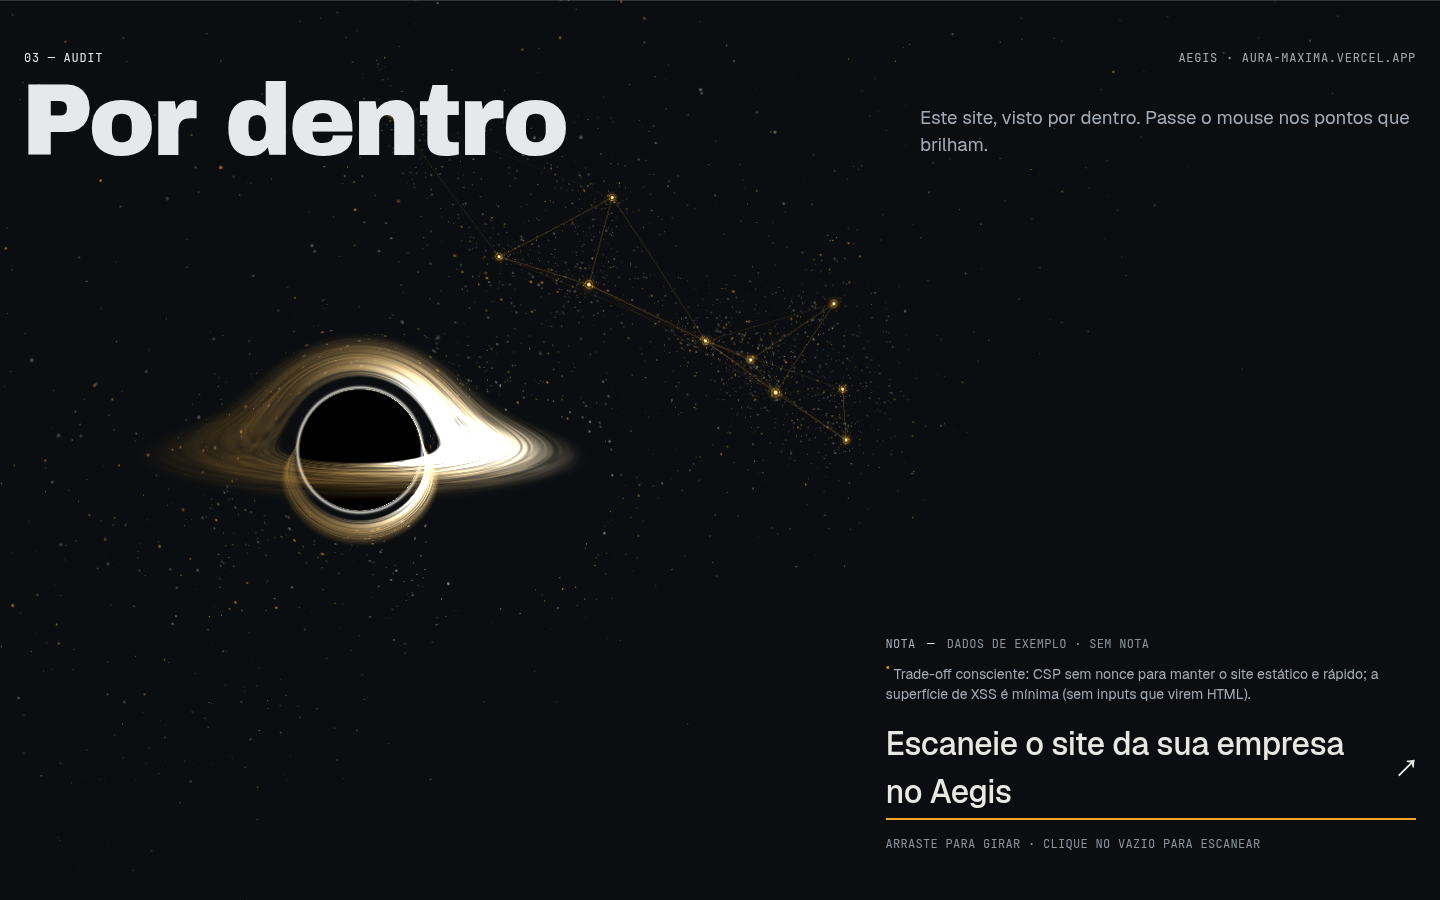 03 — AUDIT
AEGIS · AURA-MAXIMA.VERCEL.APP
Por dentro
Este site, visto por dentro. Passe o mouse nos pontos que
brilham.
NOTA — DADOS DE EXEMPLO · SEM NOTA
* Trade-off consciente: CSP sem nonce para manter o site estático e rápido; a
superfície de XSS é mínima (sem inputs que virem HTML).
Escaneie o site da sua empresa
no Aegis ↗
ARRASTE PARA GIRAR · CLIQUE NO VAZIO PARA ESCANEAR